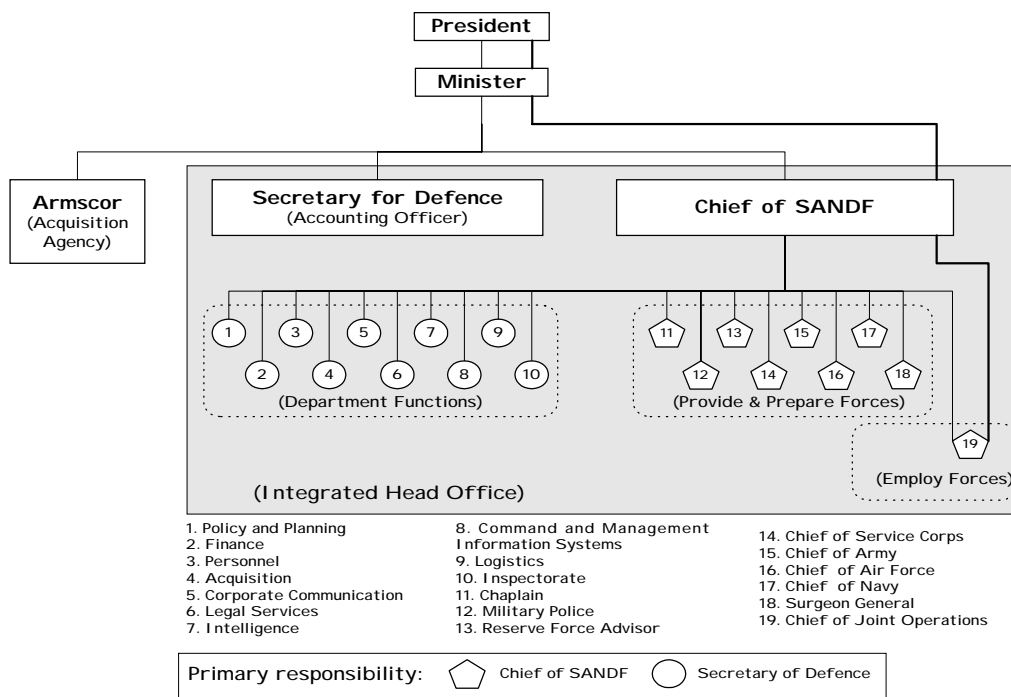 President
Minister
Armscor
(Acquisition
Agency)
Secretary for Defence
(Accounting Officer)
Chief of SANDF
1
3
5
7
9
2
4
6
8
10
(Department Functions)
11
13
15
17
12
14
16
18
(Provide & Prepare Forces)
19
(Employ Forces)
(Integrated Head Office)
1. Policy and Planning
2. Finance
3. Personnel
4. Acquisition
5. Corporate Communication
6. Legal Services
7. Intelligence
8. Command and Management
Information Systems
9. Logistics
10. Inspectorate
11. Chaplain
12. Military Police
13. Reserve Force Advisor
14. Chief of Service Corps
15. Chief of Army
16. Chief of Air Force
17. Chief of Navy
18. Surgeon General
19. Chief of Joint Operations
Primary responsibility: Chief of SANDF Secretary of Defence